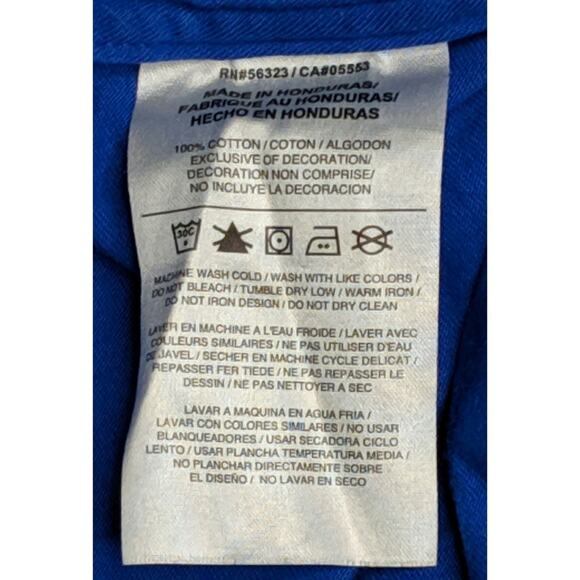 RN#56323 / CA#05553
MADE IN HONDURAS/
FABRIQUE AU HONDURAS/
HECHO EN HONDURAS
100% COTTON / COTON / ALGODON
EXCLUSIVE OF DECORATION/
DECORATION NON COMPRISE/
NO INCLUYE LA DECORACION
30C
MACHINE WASH COLD / WASH WITH LIKE COLORS /
DO NOT BLEACH / TUMBLE DRY LOW / WARM IRON /
DO NOT IRON DESIGN / DO NOT DRY CLEAN
LAVER EN MACHINE A L'EAU FROIDE / LAVER AVEC
COULEURS SIMILAIRES / NE PAS UTILISER D'EAU
DE JAVEL / SECHER EN MACHINE CYCLE DELICAT /
REPASSER FER TIEDE / NE PAS REPASSER LE
DESSIN / NE PAS NETTOYER A SEC
LAVAR A MAQUINA EN AGUA FRIA /
LAVAR CON COLORES SIMILARES / NO USAR
BLANQUEADORES / USAR SECADORA CICLO
LENTO / USAR PLANCHA TEMPERATURA MEDIA /
NO PLANCHAR DIRECTAMENTE SOBRE
EL DISEÑO / NO LAVAR EN SECO